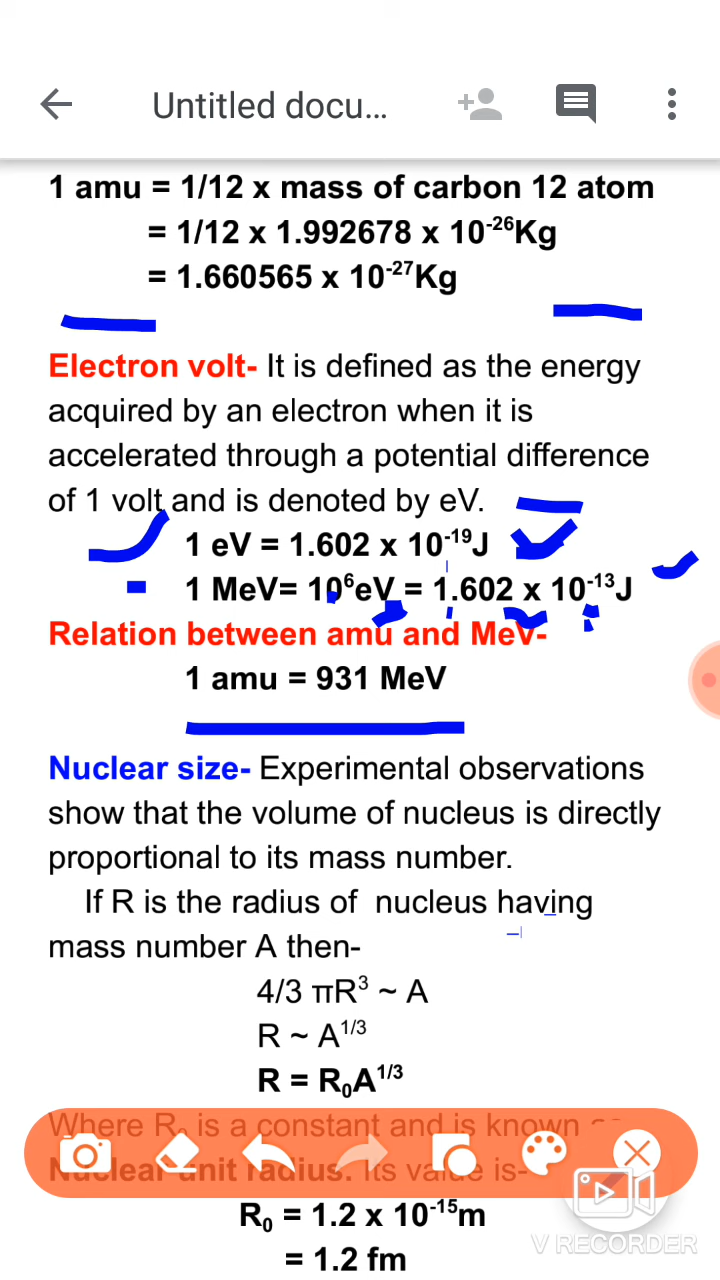 Untitled docu...
1 amu = 1/12 x mass of carbon 12 atom
= 1/12 x 1.992678 x 10⁻²⁶Kg
= 1.660565 x 10⁻²⁷Kg
Electron volt- It is defined as the energy
acquired by an electron when it is
accelerated through a potential difference
of 1 volt and is denoted by eV.
1 eV = 1.602 x 10⁻¹⁹J
1 MeV= 10⁶eV = 1.602 x 10⁻¹³J
Relation between amu and MeV-
1 amu = 931 MeV
Nuclear size- Experimental observations
show that the volume of nucleus is directly
proportional to its mass number.
If R is the radius of nucleus having
mass number A then-
4/3 πR³ ~ A
R ~ A¹/³
R = R₀A¹/³
Where R₀ is a constant and is known
Nuclear unit radius. Its value is-
R₀ = 1.2 x 10⁻¹⁵m
= 1.2 fm
V RECORDER